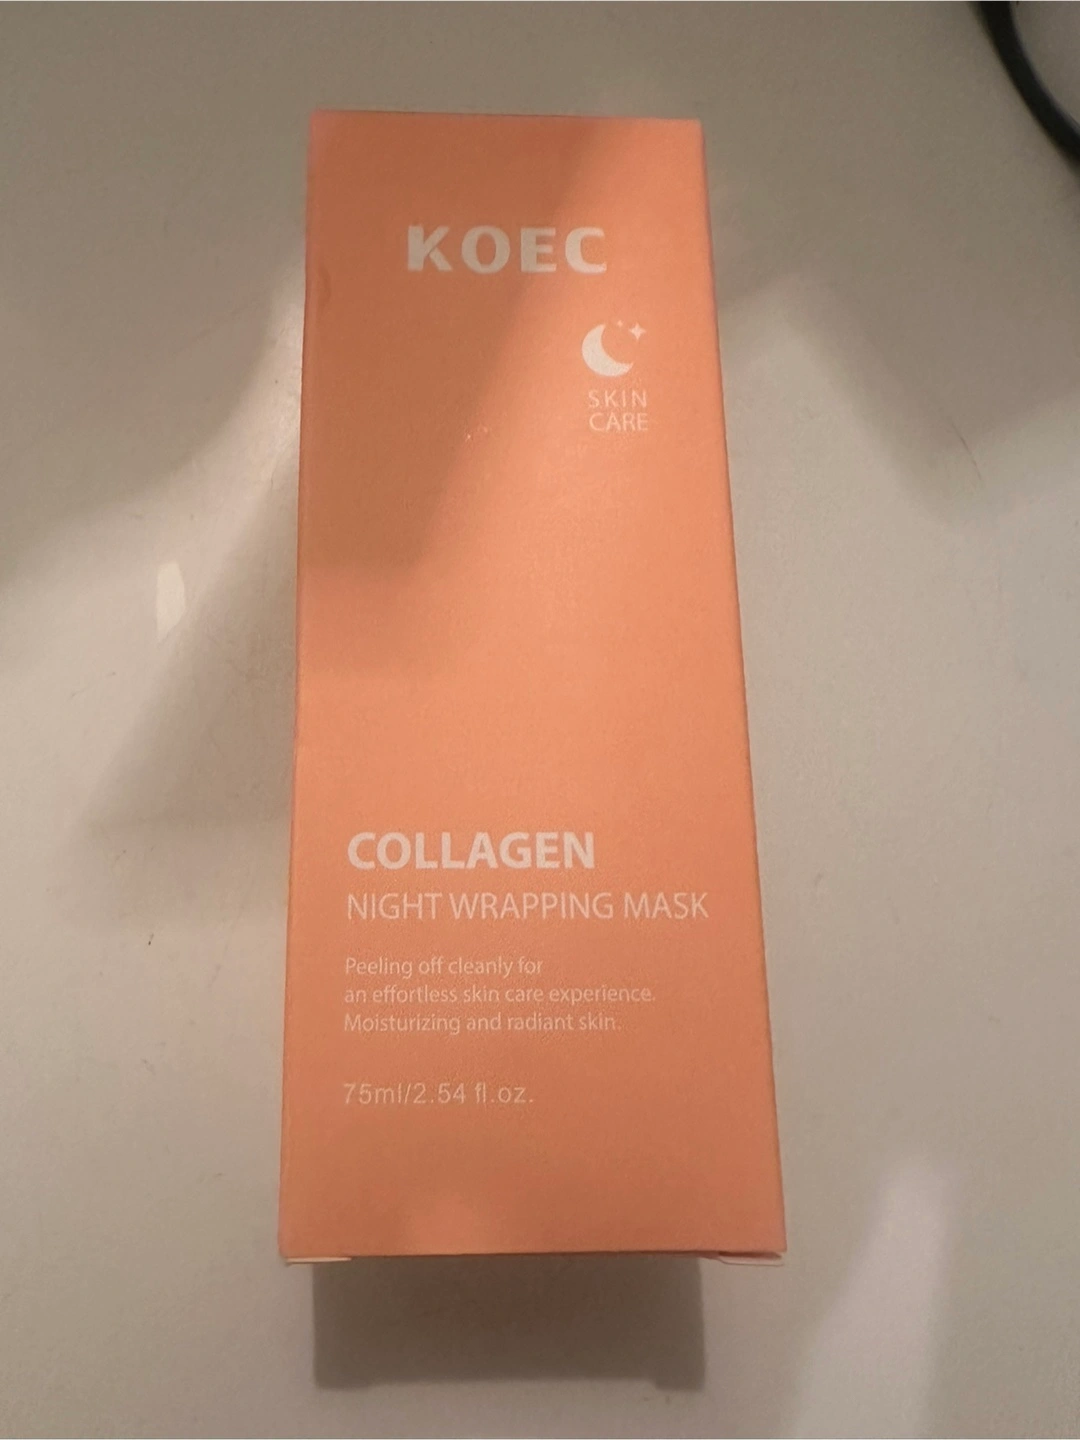 KOEC
SKIN
CARE
COLLAGEN
NIGHT WRAPPING MASK
Peeling off cleanly for
an effortless skin care experience.
Moisturizing and radiant skin.
75ml/2.54 fl.oz.